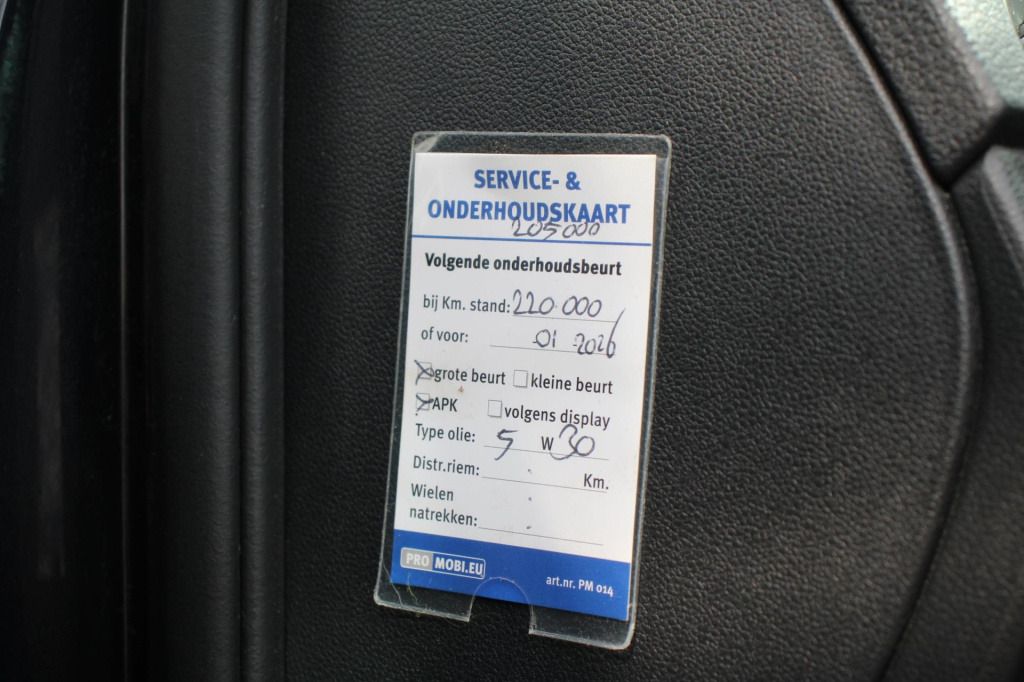 SERVICE- &
ONDERHOUDSKAART
205000
Volgende onderhoudsbeurt
bij Km. stand: 220.000
of voor: 01-2026
grote beurt kleine beurt
APK volgens display
Type olie: 5 W 30
Distr.riem: Km.
Wielen
natrekken:
PRO MOBI.EU art.nr. PM 014